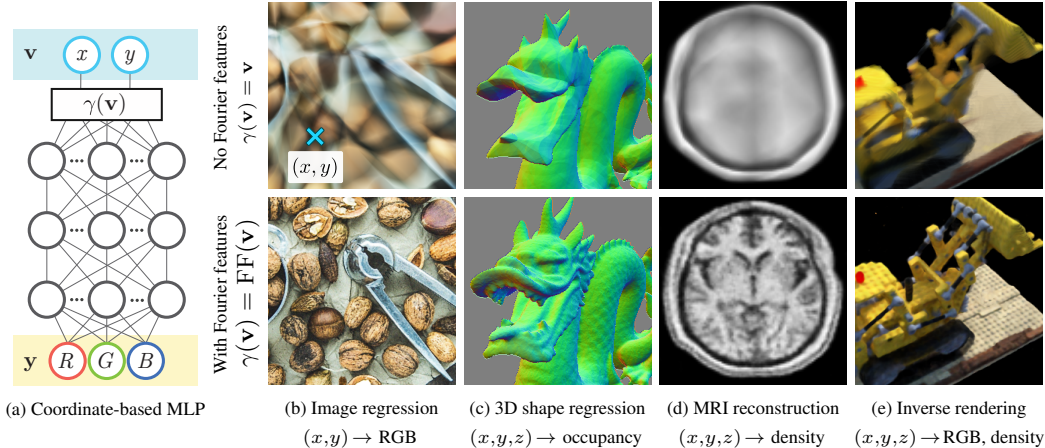 v
x
y
γ(v)
y
R
G
B
No Fourier features
γ(v) = v
With Fourier features
γ(v) = FF(v)
(x, y)
(a) Coordinate-based MLP
(b) Image regression
(x,y) → RGB
(c) 3D shape regression
(x,y,z) → occupancy
(d) MRI reconstruction
(x,y,z) → density
(e) Inverse rendering
(x,y,z) → RGB, density